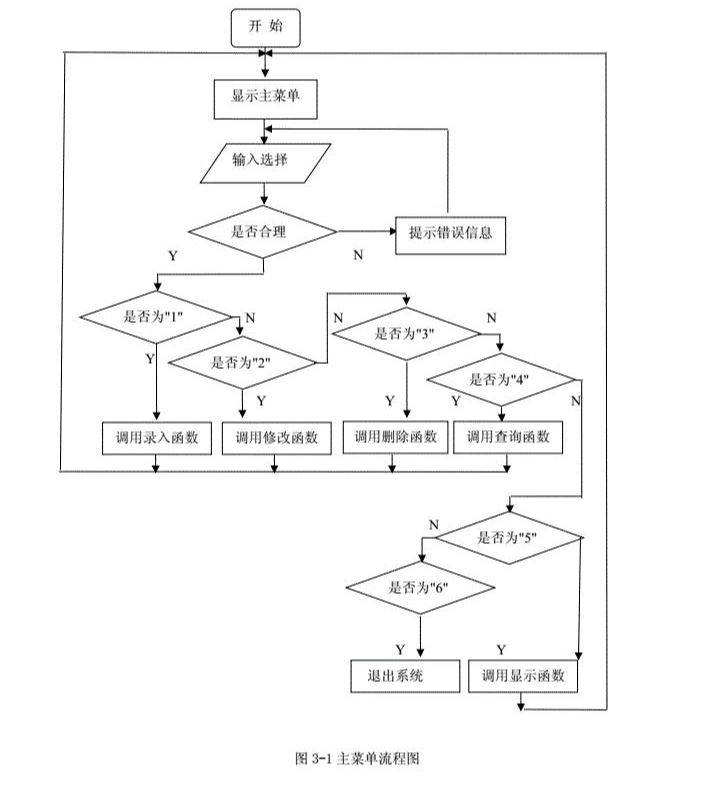 开 始
显示主菜单
输入选择
是否合理
提示错误信息
Y
N
是否为"1"
N
N
是否为"3"
N
Y
是否为"2"
是否为"4"
Y
Y
Y
N
调用录入函数
调用修改函数
调用删除函数
调用查询函数
N
是否为"5"
是否为"6"
Y
Y
退出系统
调用显示函数
图 3-1 主菜单流程图